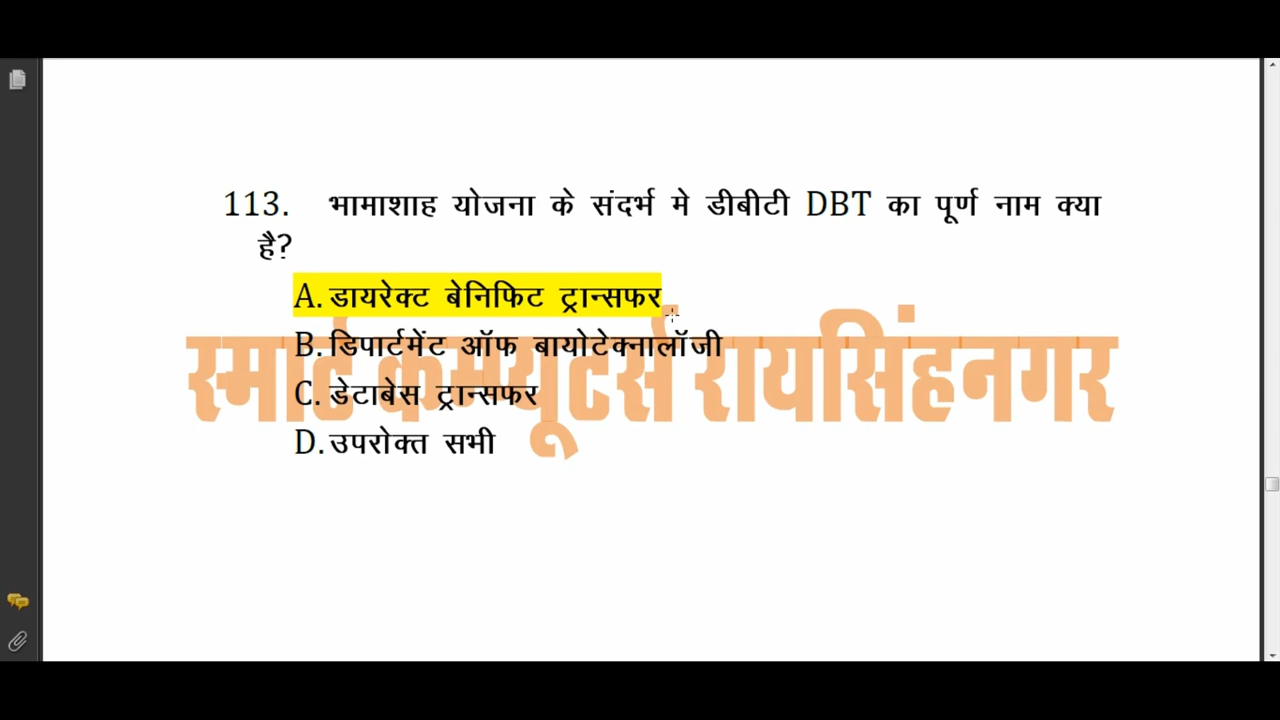 113. भामाशाह योजना के संदर्भ मे डीबीटी DBT का पूर्ण नाम क्या
है?
A. डायरेक्ट बेनिफिट ट्रान्सफर
B. डिपार्टमेंट ऑफ बायोटेक्नालॉजी
स्मार्ट कम्प्यूटर्स रायसिंहनगर
C. डेटाबेस ट्रान्सफर
D. उपरोक्त सभी